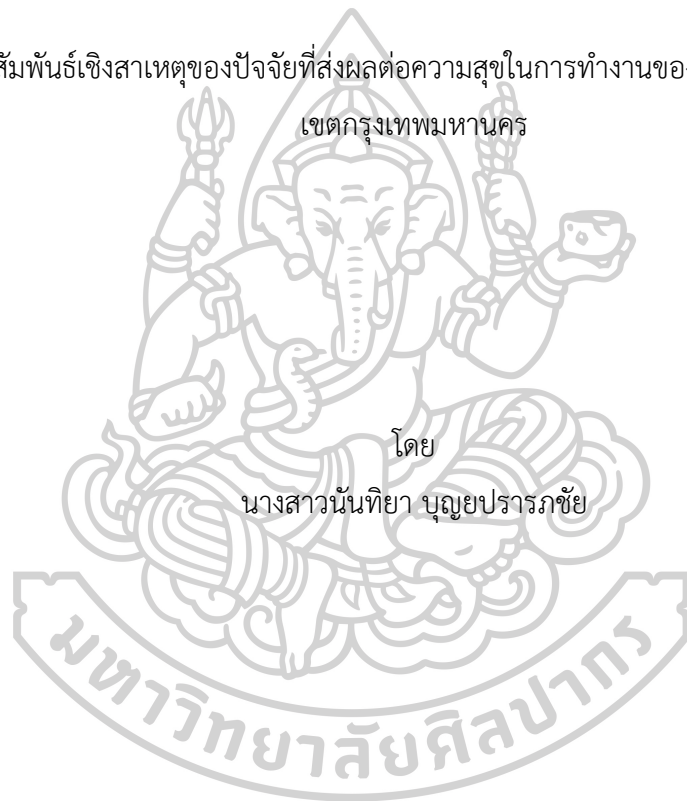 สัมพันธ์เชิงสาเหตุของปัจจัยที่ส่งผลต่อความสุขในการทำงานของ
เขตกรุงเทพมหานคร
โดย
นางสาวนันทิยา บุญยปรารภชัย
มหาวิทยาลัยศิลปากร